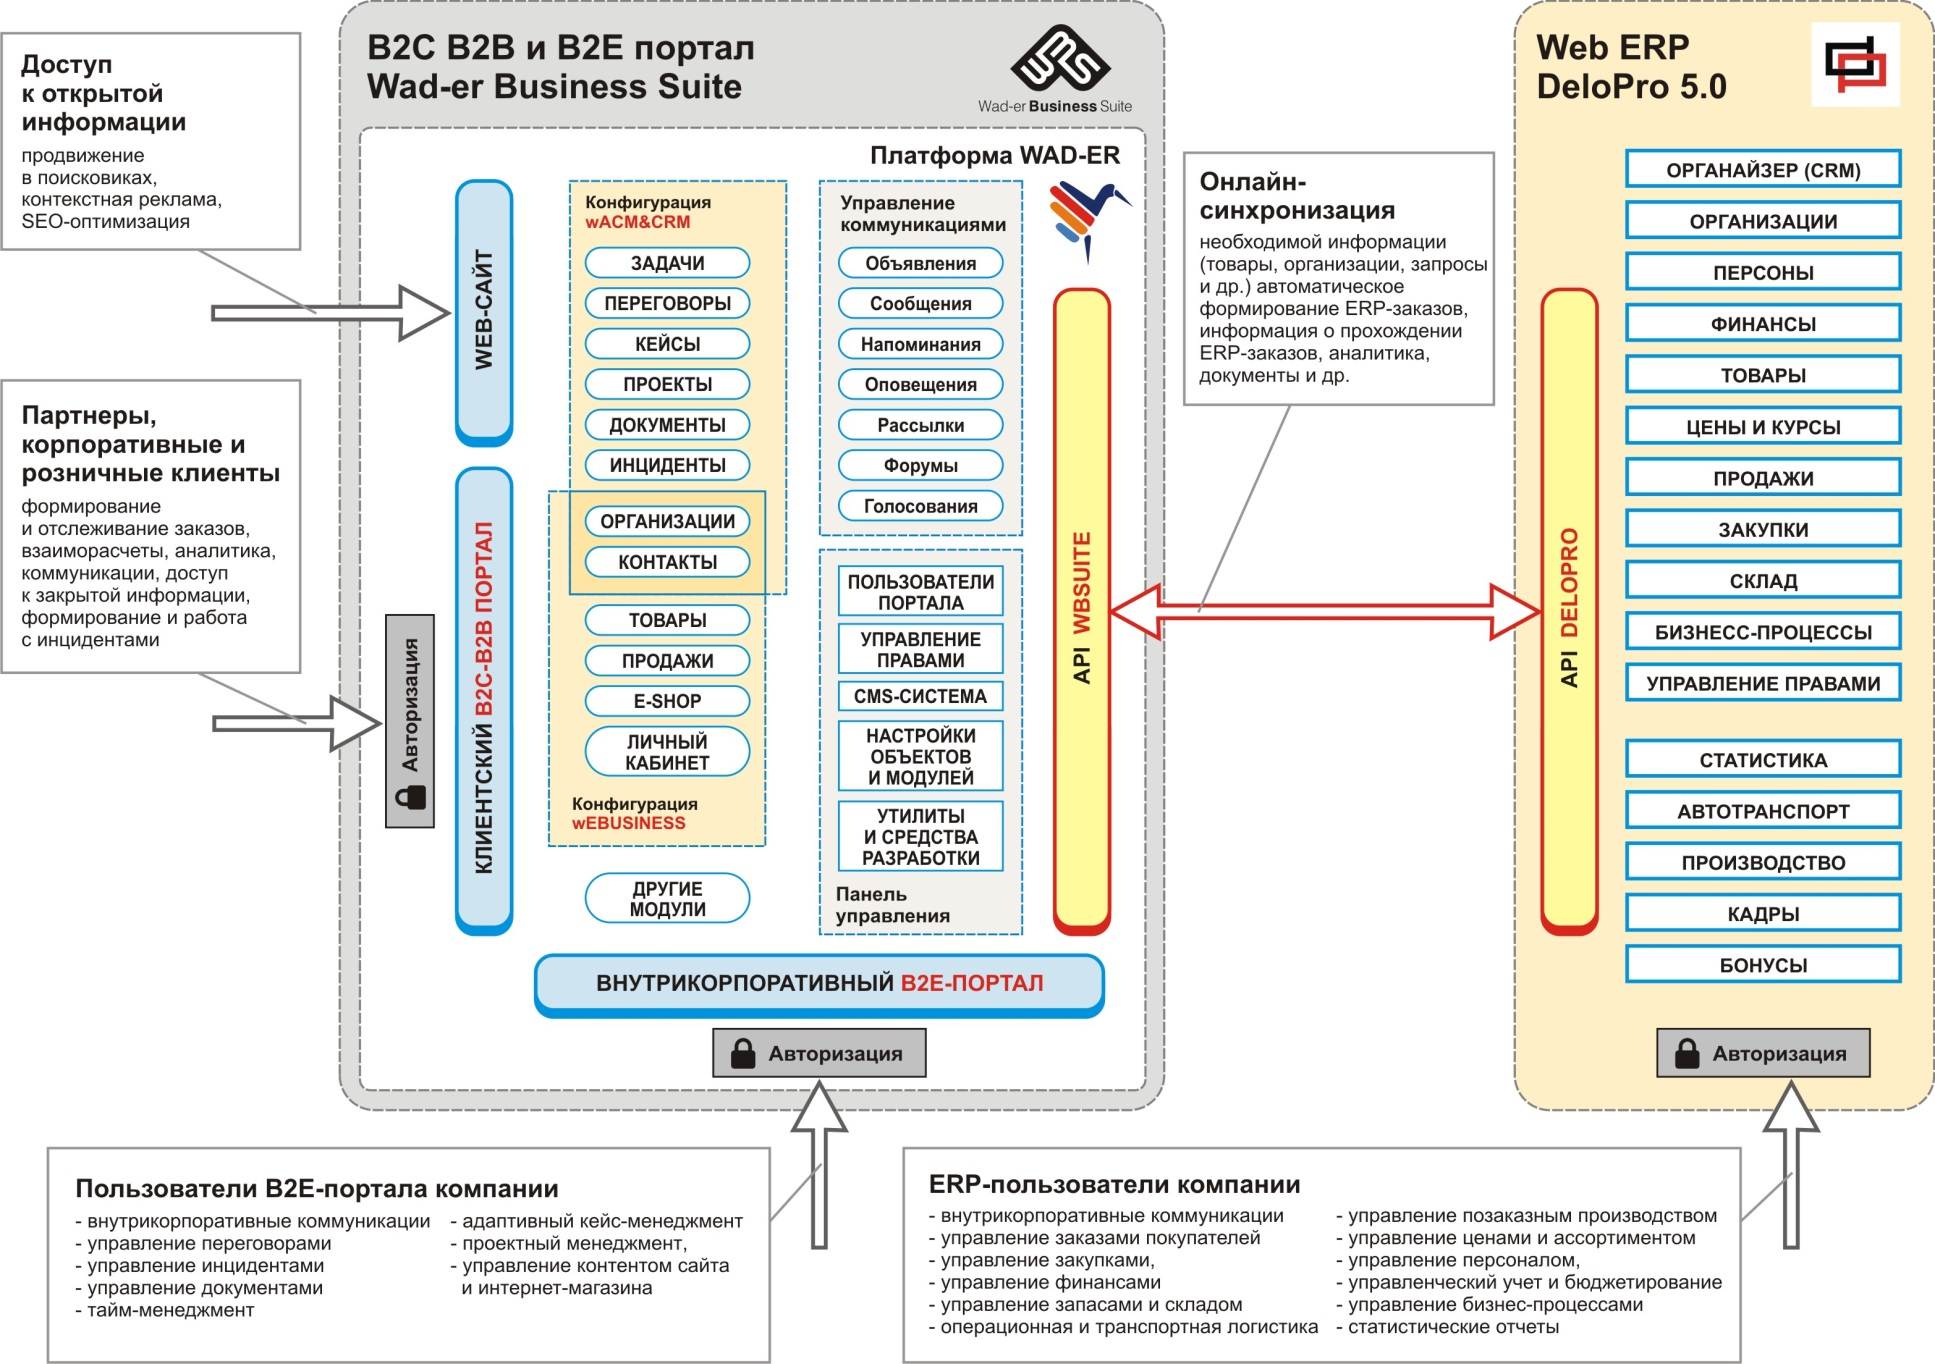 Доступ
к открытой
информации
продвижение
в поисковиках,
контекстная реклама,
SEO-оптимизация
Партнеры,
корпоративные и
розничные клиенты
формирование
и отслеживание заказов,
взаиморасчеты, аналитика,
коммуникации, доступ
к закрытой информации,
формирование и работа
с инцидентами
B2C B2B и B2E портал
Wad-er Business Suite
WBS
Wad-er Business Suite
Платформа WAD-ER
WEB-САЙТ
КЛИЕНТСКИЙ B2C-B2B ПОРТАЛ
Авторизация
Конфигурация
wACM&CRM
ЗАДАЧИ
ПЕРЕГОВОРЫ
КЕЙСЫ
ПРОЕКТЫ
ДОКУМЕНТЫ
ИНЦИДЕНТЫ
ОРГАНИЗАЦИИ
КОНТАКТЫ
ТОВАРЫ
ПРОДАЖИ
E-SHOP
ЛИЧНЫЙ
КАБИНЕТ
Конфигурация
wEBUSINESS
ДРУГИЕ
МОДУЛИ
Управление
коммуникациями
Объявления
Сообщения
Напоминания
Оповещения
Рассылки
Форумы
Голосования
ПОЛЬЗОВАТЕЛИ
ПОРТАЛА
УПРАВЛЕНИЕ
ПРАВАМИ
CMS-СИСТЕМА
НАСТРОЙКИ
ОБЪЕКТОВ
И МОДУЛЕЙ
УТИЛИТЫ
И СРЕДСТВА
РАЗРАБОТКИ
Панель
управления
API WBSUITE
ВНУТРИКОРПОРАТИВНЫЙ B2E-ПОРТАЛ
Авторизация
Онлайн-
синхронизация
необходимой информации
(товары, организации, запросы
и др.) автоматическое
формирование ERP-заказов,
информация о прохождении
ERP-заказов, аналитика,
документы и др.
Web ERP
DeloPro 5.0
API DELOPRO
ОРГАНАЙЗЕР (CRM)
ОРГАНИЗАЦИИ
ПЕРСОНЫ
ФИНАНСЫ
ТОВАРЫ
ЦЕНЫ И КУРСЫ
ПРОДАЖИ
ЗАКУПКИ
СКЛАД
БИЗНЕСС-ПРОЦЕССЫ
УПРАВЛЕНИЕ ПРАВАМИ
СТАТИСТИКА
АВТОТРАНСПОРТ
ПРОИЗВОДСТВО
КАДРЫ
БОНУСЫ
Авторизация
Пользователи B2E-портала компании
- внутрикорпоративные коммуникации
- управление переговорами
- управление инцидентами
- управление документами
- тайм-менеджмент
- адаптивный кейс-менеджмент
- проектный менеджмент,
- управление контентом сайта
и интернет-магазина
ERP-пользователи компании
- внутрикорпоративные коммуникации
- управление заказами покупателей
- управление закупками,
- управление финансами
- управление запасами и складом
- операционная и транспортная логистика
- управление позаказным производством
- управление ценами и ассортиментом
- управление персоналом,
- управленческий учет и бюджетирование
- управление бизнес-процессами
- статистические отчеты